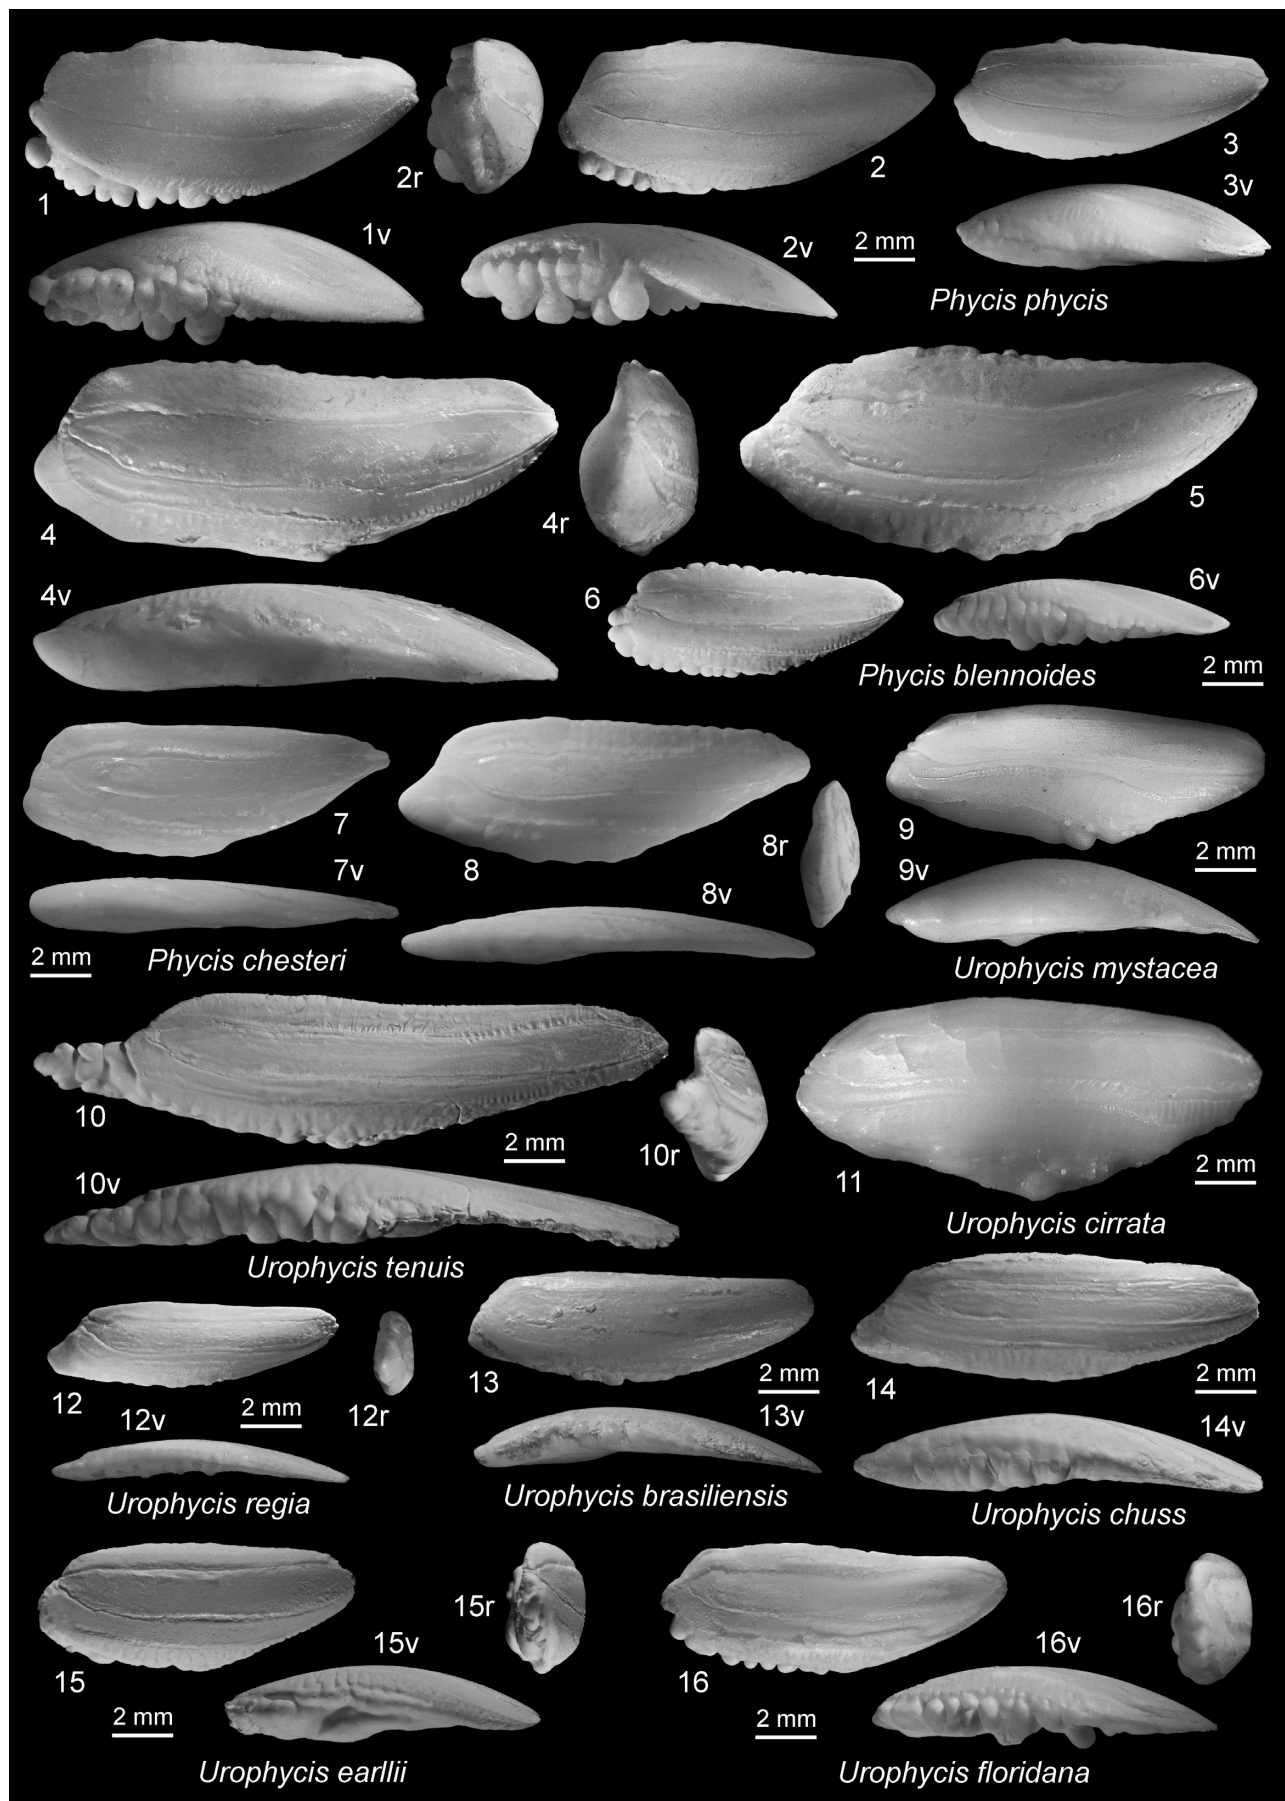 1
2r
2
3
1v
2v
2 mm
3v
Phycis phycis
4
4r
5
4v
6
6v
Phycis blennoides
2 mm
7
8
8r
9
2 mm
7v
8v
9v
2 mm
Phycis chesteri
Urophycis mystacea
10
2 mm
10r
11
2 mm
10v
Urophycis tenuis
Urophycis cirrata
12
12v
2 mm
12r
13
2 mm
13v
14
2 mm
14v
Urophycis regia
Urophycis brasiliensis
Urophycis chuss
15
15r
15v
2 mm
16
16r
16v
2 mm
Urophycis earllii
Urophycis floridana